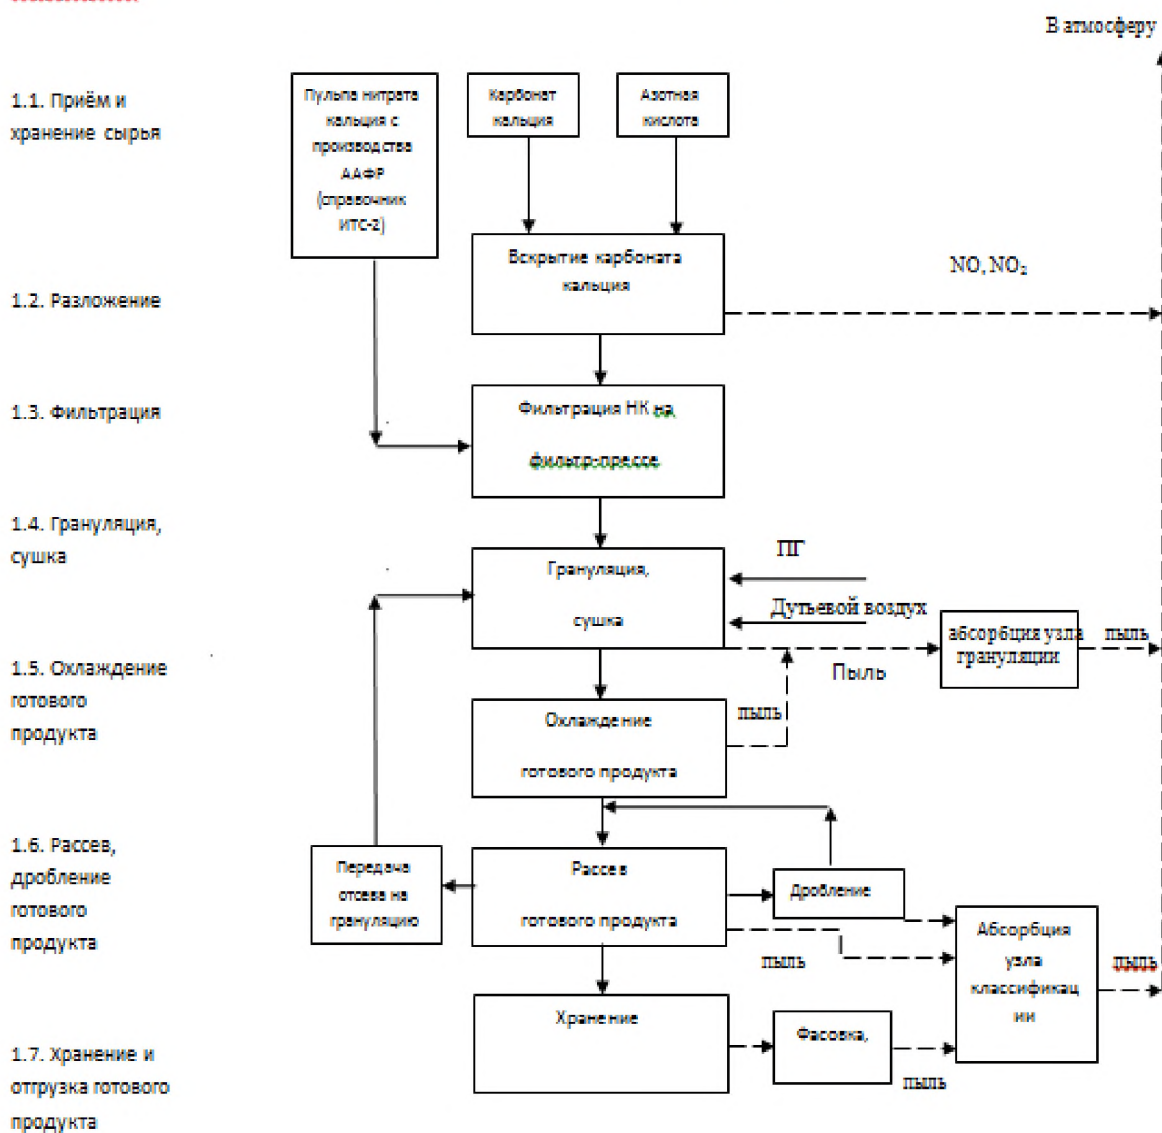 В атмосферу
1.1. Приём и
хранение сырья
Пульпа нитрата
кальция с
производства
ААФР
(справочник
ИТС-2)
Карбонат
кальция
Азотная
кислота
Вскрытие карбоната
кальция
NO, NO₂
1.2. Разложение
1.3. Фильтрация
Фильтрация НК на
фильтр-прессе
1.4. Грануляция,
сушка
Грануляция,
сушка
ПГ
Дутьевой воздух
абсорбция узла
грануляции
пыль
Пыль
1.5. Охлаждение
готового
продукта
Охлаждение
готового продукта
пыль
1.6. Рассев,
дробление
готового
продукта
Передача
отсева на
грануляцию
Рассев
готового продукта
Дробление
пыль
Абсорбция
узла
классификац
ии
пыль
Хранение
Фасовка,
пыль
1.7. Хранение и
отгрузка готового
продукта